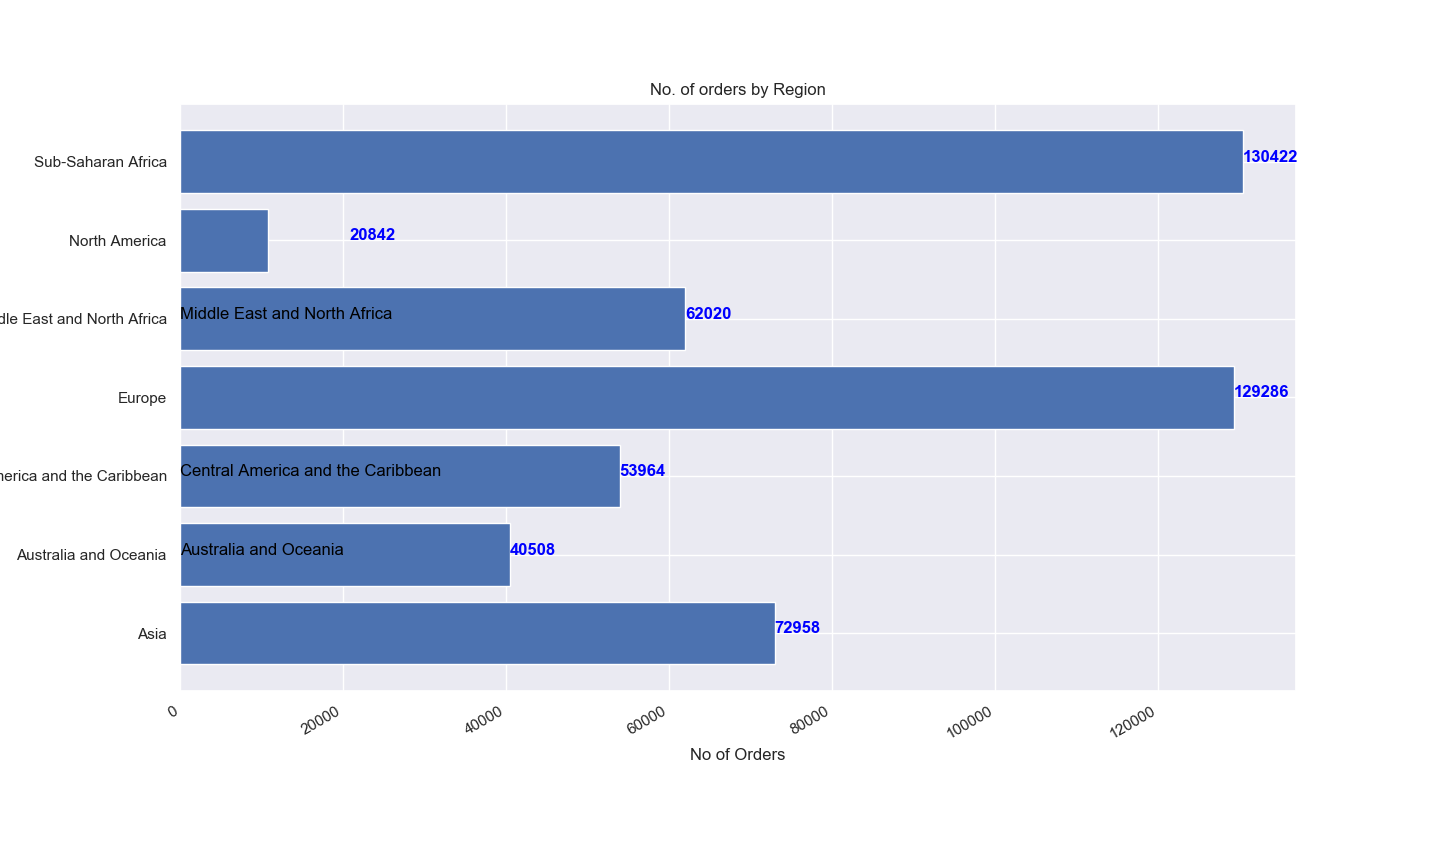 No. of orders by Region
Sub-Saharan Africa
130422
North America
20842
dle East and North Africa
Middle East and North Africa
62020
Europe
129286
nerica and the Caribbean
Central America and the Caribbean
53964
Australia and Oceania
Australia and Oceania
40508
Asia
72958
0
20000
40000
60000
80000
100000
120000
No of Orders